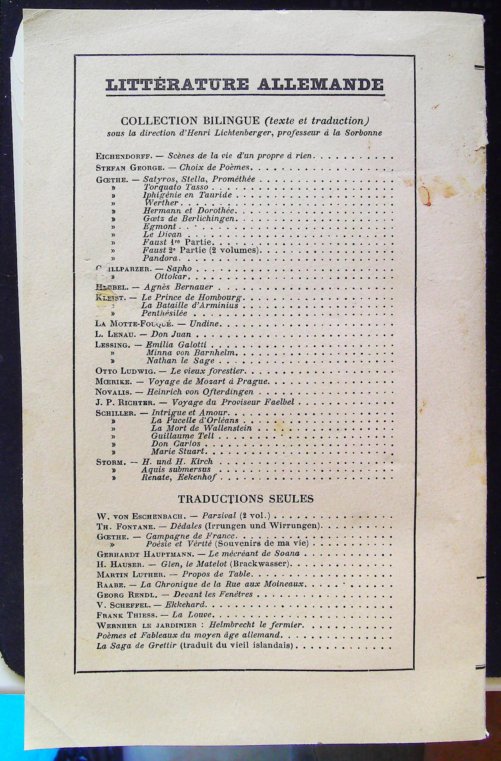 LITTÉRATURE ALLEMANDE
COLLECTION BILINGUE (texte et traduction)
sous la direction d'Henri Lichtenberger, professeur à la Sorbonne
EICHENDORFF. — Scènes de la vie d'un propre à rien
STEFAN GEORGE. — Choix de Poèmes
GŒTHE. — Satyros, Stella, Prométhée
» Torquato Tasso
» Iphigénie en Tauride
» Werther
» Hermann et Dorothée
» Gœtz de Berlichingen
» Egmont
» Le Divan
» Faust 1re Partie
» Faust 2e Partie (2 volumes)
» Pandora
GRILLPARZER. — Sapho
» Ottokar
HEBBEL. — Agnès Bernauer
KLEIST. — Le Prince de Hombourg
» La Bataille d'Arminius
» Penthésilée
LA MOTTE-FOUQUÉ. — Undine
L. LENAU. — Don Juan
LESSING. — Emilia Galotti
» Minna von Barnhelm
» Nathan le Sage
OTTO LUDWIG. — Le vieux forestier
MŒRIKE. — Voyage de Mozart à Prague
NOVALIS. — Heinrich von Ofterdingen
J. P. RICHTER. — Voyage du Proviseur Faelbel
SCHILLER. — Intrigue et Amour
» La Pucelle d'Orléans
» La Mort de Wallenstein
» Guillaume Tell
» Don Carlos
» Marie Stuart
STORM. — H. und H. Kirch
» Aquis submersus
» Renate, Eekenhof
TRADUCTIONS SEULES
W. VON ESCHENBACH. — Parzival (2 vol.)
TH. FONTANE. — Dédales (Irrungen und Wirrungen)
GŒTHE. — Campagne de France
» Poésie et Vérité (Souvenirs de ma vie)
GERHARDT HAUPTMANN. — Le mécréant de Soana
H. HAUSER. — Glen, le Matelot (Brackwasser)
MARTIN LUTHER. — Propos de Table
RAABE. — La Chronique de la Rue aux Moineaux
GEORG RENDL. — Devant les Fenêtres
V. SCHEFFEL. — Ekkehard
FRANK THIESS. — La Louve
WERNHER LE JARDINIER : Helmbrecht le fermier
Poèmes et Fableaux du moyen âge allemand
La Saga de Grettir (traduit du vieil islandais)